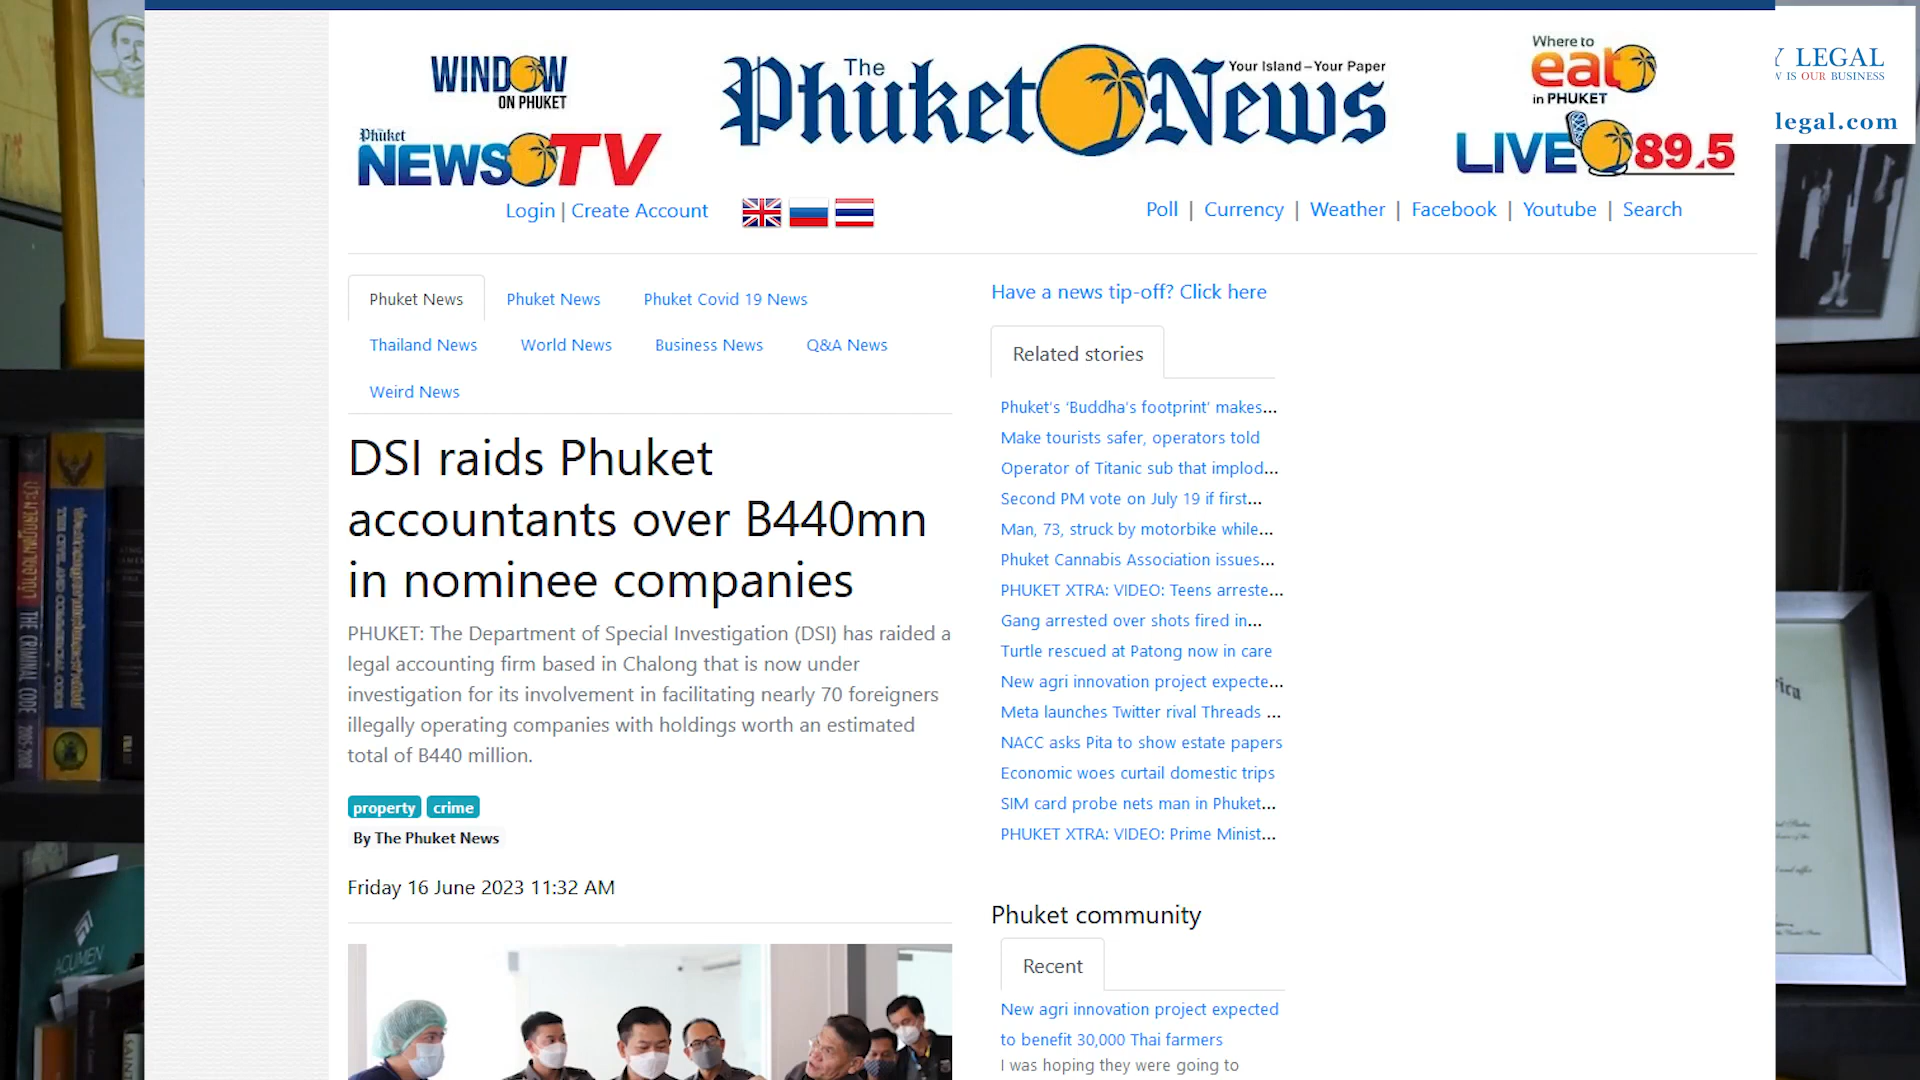 WINDOW
ON PHUKET
The Phuket News
Your Island – Your Paper
Where to
eat
in PHUKET
Phuket
NEWS TV
LIVE 89.5
Y LEGAL
W IS OUR BUSINESS
legal.com
Login | Create Account
Poll | Currency | Weather | Facebook | Youtube | Search
Phuket News
Phuket News
Phuket Covid 19 News
Thailand News
World News
Business News
Q&A News
Weird News
DSI raids Phuket
accountants over B440mn
in nominee companies
PHUKET: The Department of Special Investigation (DSI) has raided a
legal accounting firm based in Chalong that is now under
investigation for its involvement in facilitating nearly 70 foreigners
illegally operating companies with holdings worth an estimated
total of B440 million.
property crime
By The Phuket News
Friday 16 June 2023 11:32 AM
Have a news tip-off? Click here
Related stories
Phuket's ‘Buddha's footprint’ makes...
Make tourists safer, operators told
Operator of Titanic sub that implod...
Second PM vote on July 19 if first...
Man, 73, struck by motorbike while...
Phuket Cannabis Association issues...
PHUKET XTRA: VIDEO: Teens arreste...
Gang arrested over shots fired in...
Turtle rescued at Patong now in care
New agri innovation project expecte...
Meta launches Twitter rival Threads ...
NACC asks Pita to show estate papers
Economic woes curtail domestic trips
SIM card probe nets man in Phuket...
PHUKET XTRA: VIDEO: Prime Minist...
Phuket community
Recent
New agri innovation project expected
to benefit 30,000 Thai farmers
I was hoping they were going to
THE CRIMINAL CODE
THE CIVIL AND COMMERCIAL CODE
ACUMEN